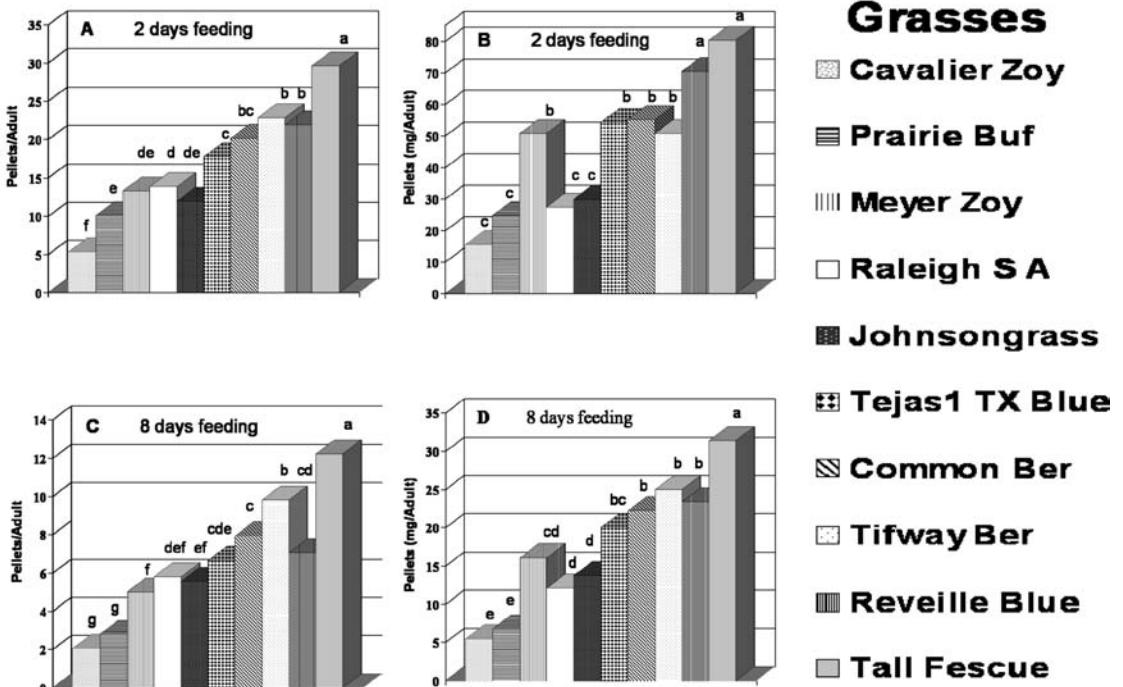 A 2 days feeding
Pellets/Adult
35
30
25
20
15
10
5
0
f e de d de c bc b b a
B 2 days feeding
Pellets (mg/Adult)
80
70
60
50
40
30
20
10
0
c c b c c b b b a a
C 8 days feeding
Pellets/Adult
14
12
10
8
6
4
2
0
g g f def ef cde c b cd a
D 8 days feeding
Pellets (mg/Adult)
35
30
25
20
15
10
5
0
e e cd d d bc b b b a
Grasses
Cavalier Zoy
Prairie Buf
Meyer Zoy
Raleigh S A
Johnsongrass
Tejas1 TX Blue
Common Ber
Tifway Ber
Reveille Blue
Tall Fescue